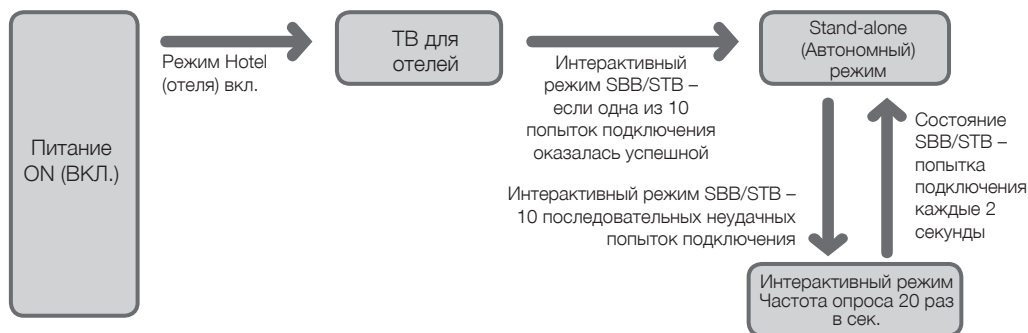 Питание
ON (ВКЛ.)
Режим Hotel
(отеля) вкл.
ТВ для
отелей
Интерактивный
режим SBB/STB –
если одна из 10
попыток подключения
оказалась успешной
Stand-alone
(Автономный)
режим
Интерактивный режим SBB/STB –
10 последовательных неудачных
попыток подключения
Состояние
SBB/STB –
попытка
подключения
каждые 2
секунды
Интерактивный режим
Частота опроса 20 раз
в сек.